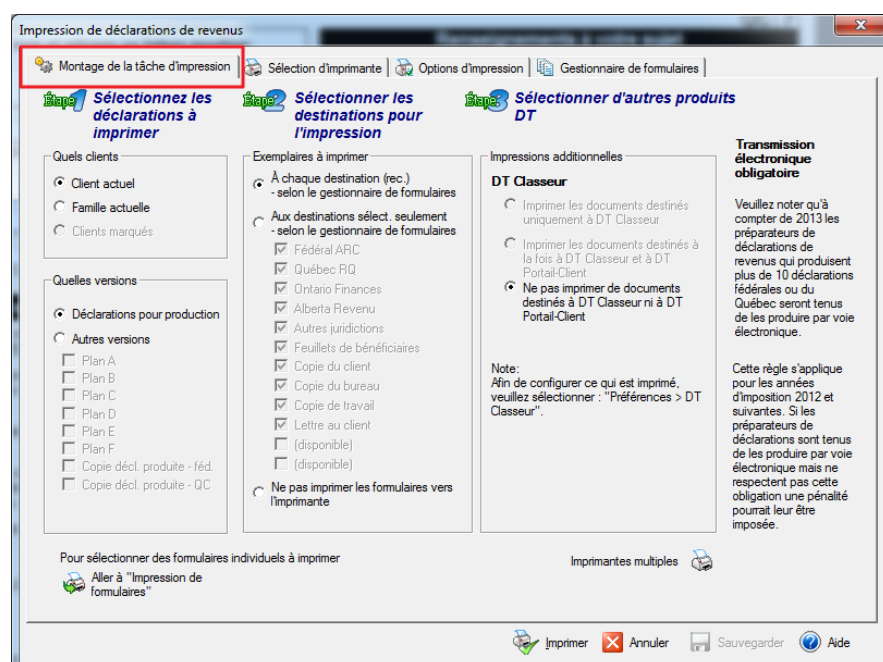 Impression de déclarations de revenus
Montage de la tâche d'impression
Sélection d'imprimante
Options d'impression
Gestionnaire de formulaires
Étape 1
Sélectionnez les
déclarations à
imprimer
Quels clients
Client actuel
Famille actuelle
Clients marqués
Quelles versions
Déclarations pour production
Autres versions
Plan A
Plan B
Plan C
Plan D
Plan E
Plan F
Copie décl. produite - féd.
Copie décl. produite - QC
Étape 2
Sélectionner les
destinations pour
l'impression
Exemplaires à imprimer
À chaque destination (rec.)
- selon le gestionnaire de formulaires
Aux destinations sélect. seulement
- selon le gestionnaire de formulaires
Fédéral ARC
Québec RQ
Ontario Finances
Alberta Revenu
Autres juridictions
Feuillets de bénéficiaires
Copie du client
Copie du bureau
Copie de travail
Lettre au client
(disponible)
(disponible)
Ne pas imprimer les formulaires vers
l'imprimante
Étape 3
Sélectionner d'autres produits
DT
Impressions additionnelles
DT Classeur
Imprimer les documents destinés
uniquement à DT Classeur
Imprimer les documents destinés à
la fois à DT Classeur et à DT
Portail-Client
Ne pas imprimer de documents
destinés à DT Classeur ni à DT
Portail-Client
Note:
Afin de configurer ce qui est imprimé,
veuillez sélectionner : "Préférences > DT
Classeur".
Transmission
électronique
obligatoire
Veuillez noter qu'à
compter de 2013 les
préparateurs de
déclarations de
revenus qui produisent
plus de 10 déclarations
fédérales ou du
Québec seront tenus
de les produire par voie
électronique.
Cette règle s'applique
pour les années
d'imposition 2012 et
suivantes. Si les
préparateurs de
déclarations sont tenus
de les produire par voie
électronique mais ne
respectent pas cette
obligation une pénalité
pourrait leur être
imposée.
Pour sélectionner des formulaires individuels à imprimer
Aller à "Impression de
formulaires"
Imprimantes multiples
Imprimer
Annuler
Sauvegarder
Aide